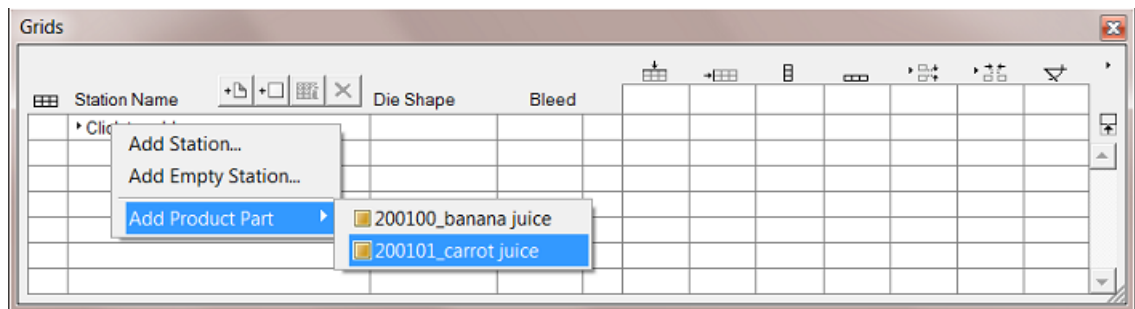 Grids
Station Name Die Shape Bleed
Add Station...
Add Empty Station...
Add Product Part
200100_banana juice
200101_carrot juice